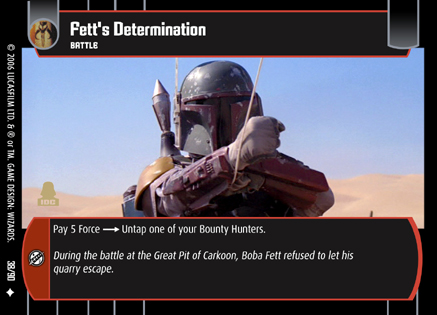 Fett's Determination
BATTLE
Pay 5 Force → Untap one of your Bounty Hunters.
During the battle at the Great Pit of Carkoon, Boba Fett refused to let his
quarry escape.
© 2006 LUCASFILM LTD. & ® or TM. GAME DESIGN: WIZARDS.
36/90